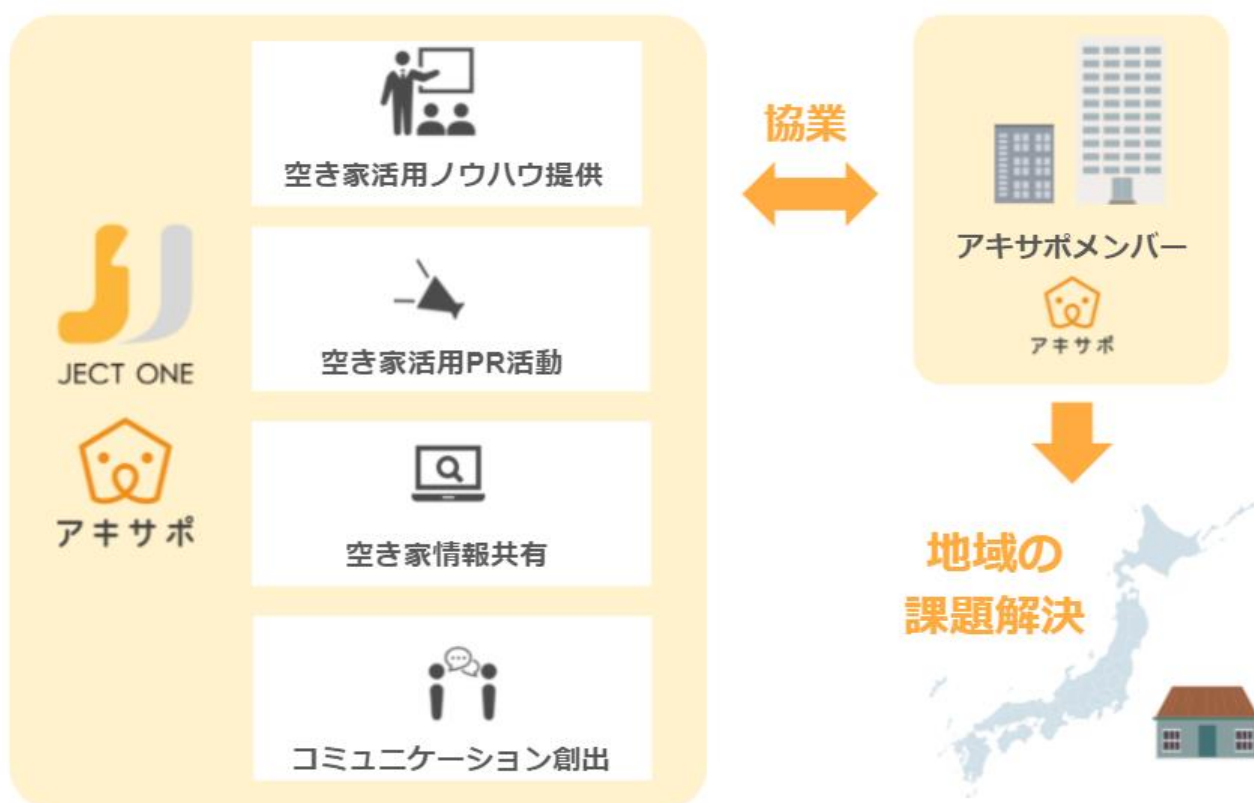 空き家活用ノウハウ提供
空き家活用PR活動
JECT ONE
アキサポ
空き家情報共有
コミュニケーション創出
協業
アキサポメンバー
アキサポ
地域の
課題解決